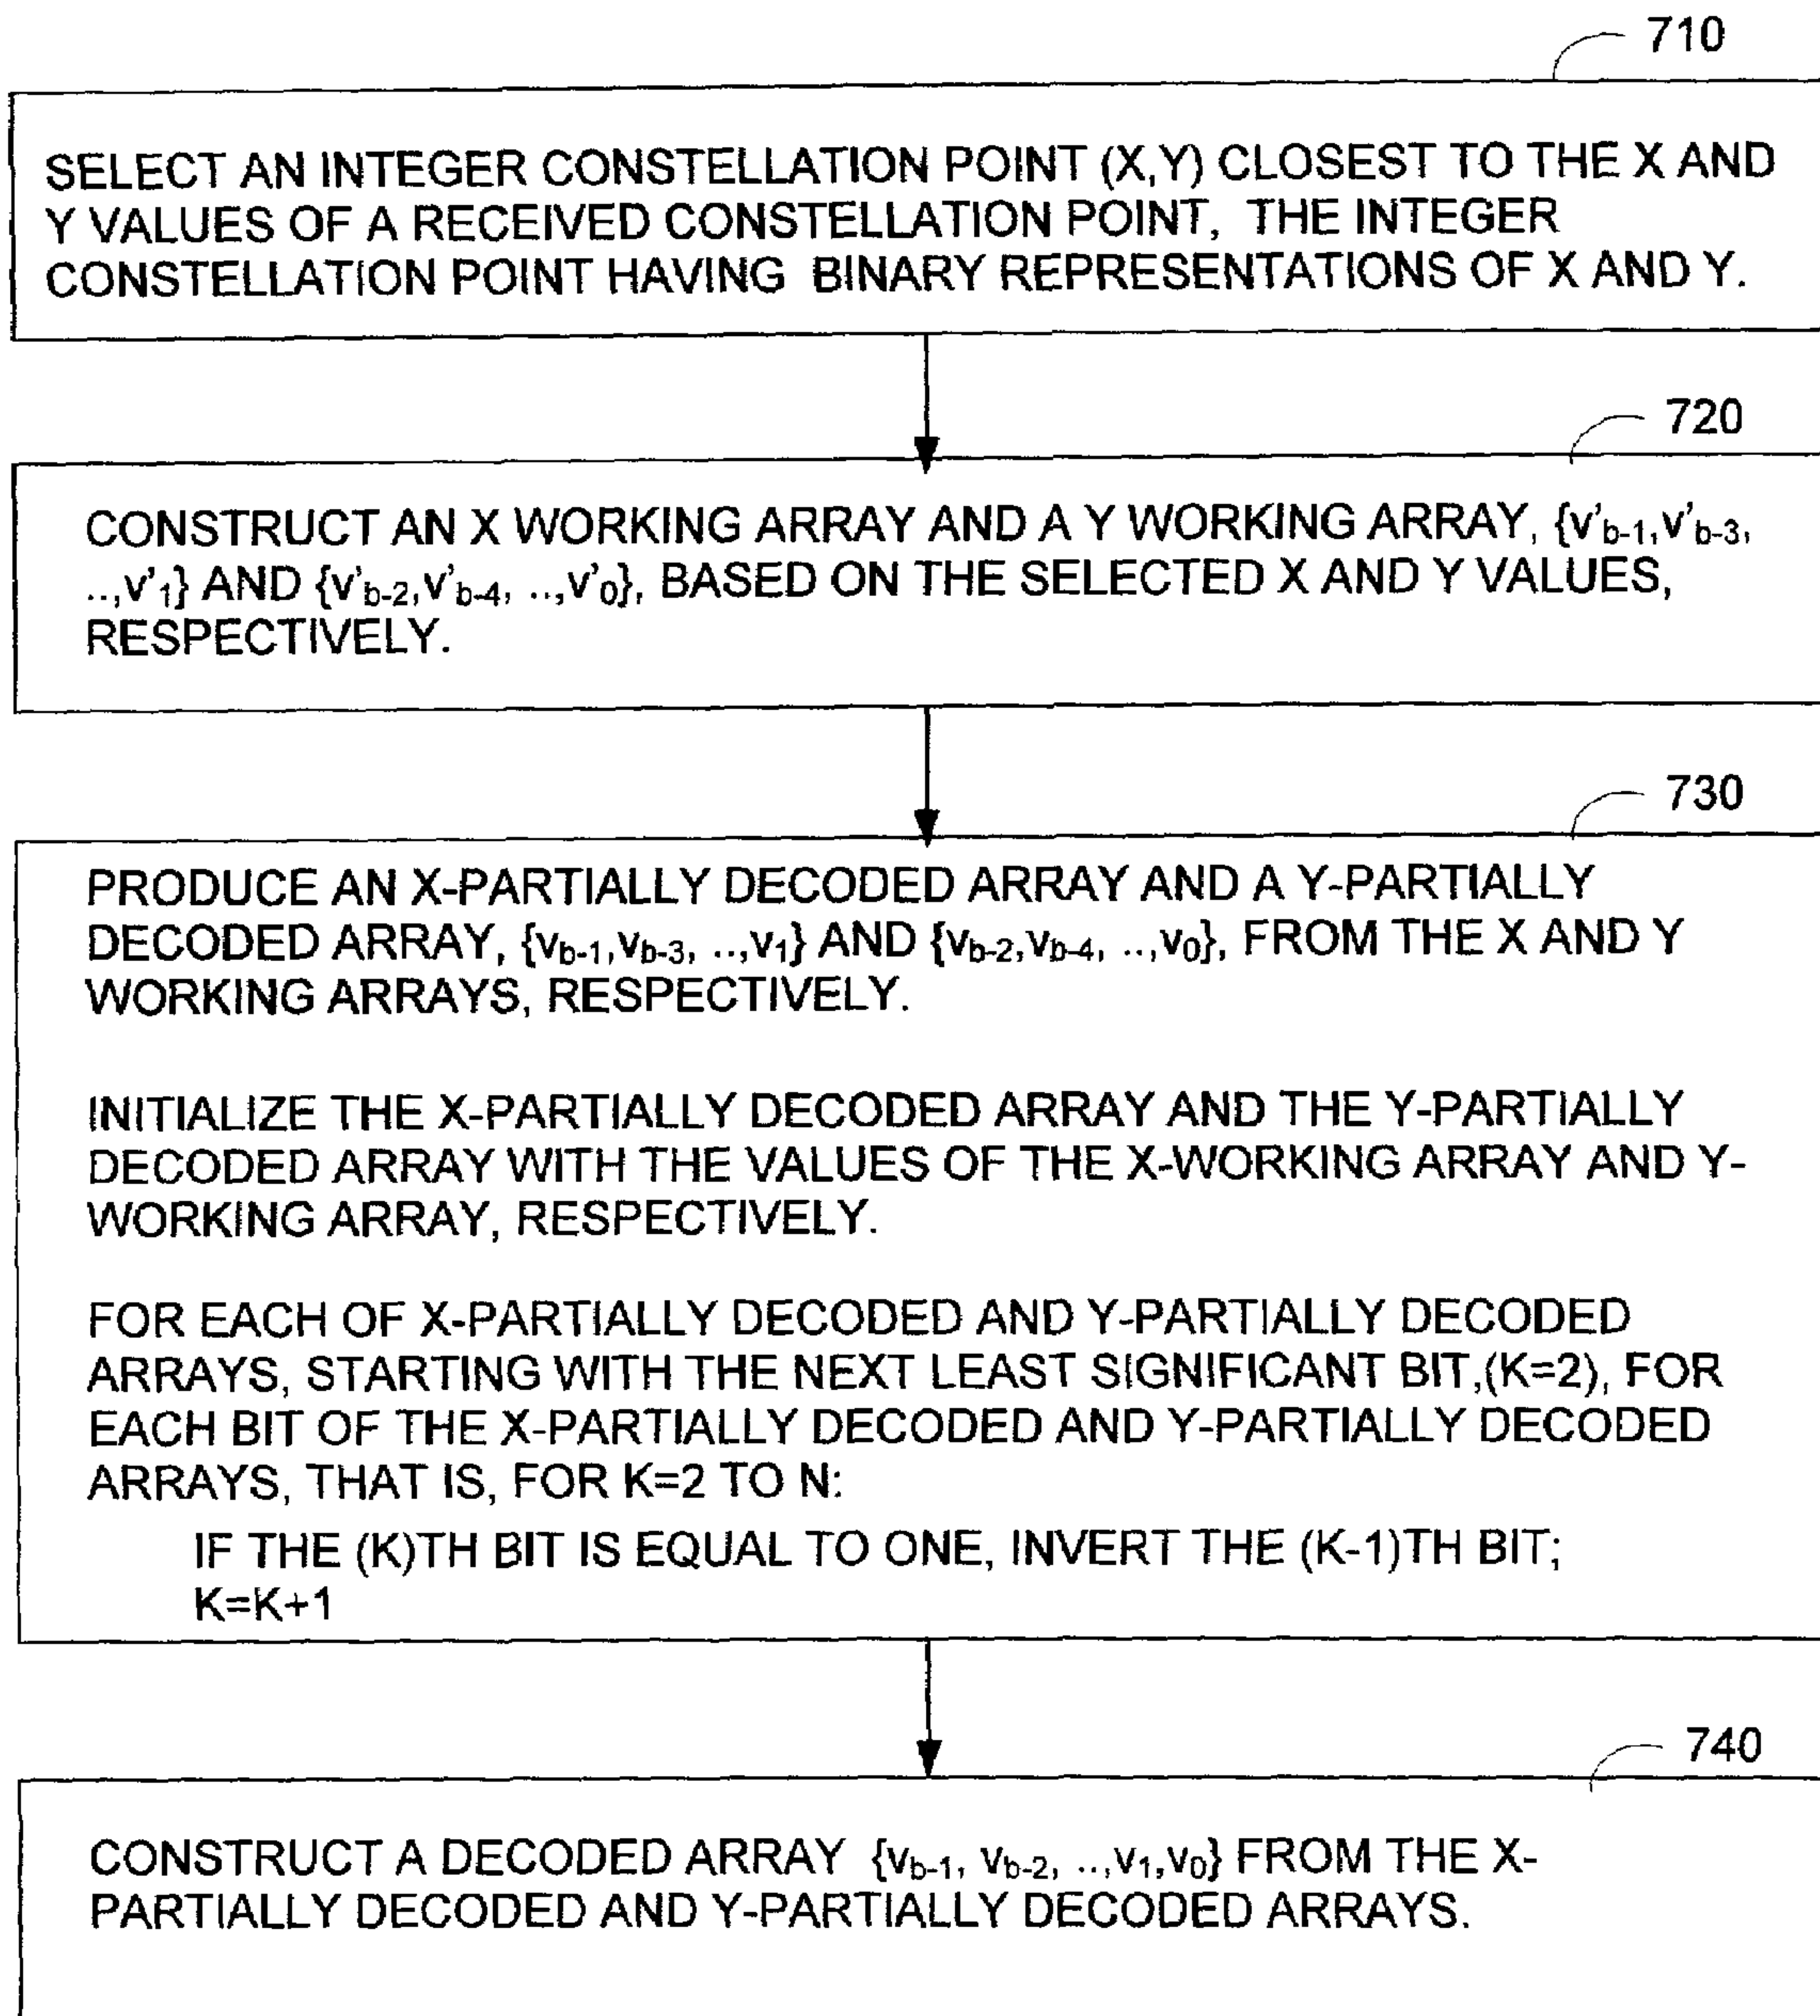 710
SELECT AN INTEGER CONSTELLATION POINT (X,Y) CLOSEST TO THE X AND
Y VALUES OF A RECEIVED CONSTELLATION POINT, THE INTEGER
CONSTELLATION POINT HAVING BINARY REPRESENTATIONS OF X AND Y.
720
CONSTRUCT AN X WORKING ARRAY AND A Y WORKING ARRAY, {v'b-1,v'b-3,
..,v'1} AND {v'b-2,v'b-4, ..,v'0}, BASED ON THE SELECTED X AND Y VALUES,
RESPECTIVELY.
730
PRODUCE AN X-PARTIALLY DECODED ARRAY AND A Y-PARTIALLY
DECODED ARRAY, {vb-1,vb-3, ..,v1} AND {vb-2,vb-4, ..,v0}, FROM THE X AND Y
WORKING ARRAYS, RESPECTIVELY.
INITIALIZE THE X-PARTIALLY DECODED ARRAY AND THE Y-PARTIALLY
DECODED ARRAY WITH THE VALUES OF THE X-WORKING ARRAY AND Y-
WORKING ARRAY, RESPECTIVELY.
FOR EACH OF X-PARTIALLY DECODED AND Y-PARTIALLY DECODED
ARRAYS, STARTING WITH THE NEXT LEAST SIGNIFICANT BIT,(K=2), FOR
EACH BIT OF THE X-PARTIALLY DECODED AND Y-PARTIALLY DECODED
ARRAYS, THAT IS, FOR K=2 TO N:
IF THE (K)TH BIT IS EQUAL TO ONE, INVERT THE (K-1)TH BIT;
K=K+1
740
CONSTRUCT A DECODED ARRAY {vb-1, vb-2, ..,v1,v0} FROM THE X-
PARTIALLY DECODED AND Y-PARTIALLY DECODED ARRAYS.